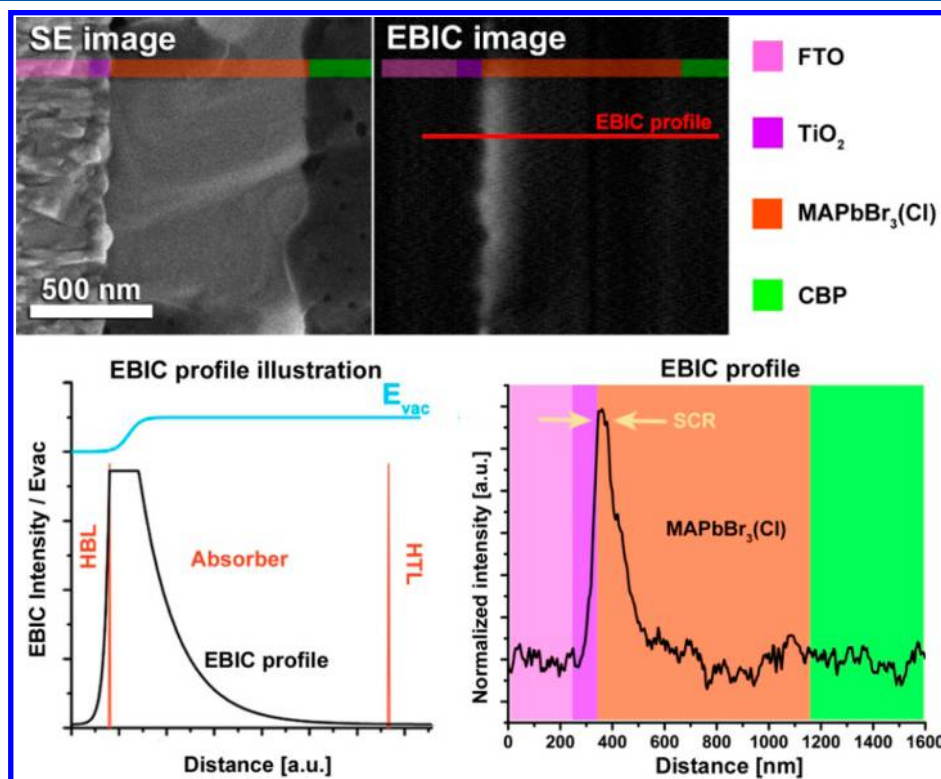 SE image
500 nm
EBIC image
EBIC profile
FTO
TiO₂
MAPbBr₃(Cl)
CBP
EBIC profile illustration
EBIC Intensity / Evac
E_vac
HBL
Absorber
HTL
EBIC profile
Distance [a.u.]
EBIC profile
Normalized intensity [a.u.]
SCR
MAPbBr₃(Cl)
0 200 400 600 800 1000 1200 1400 1600
Distance [nm]